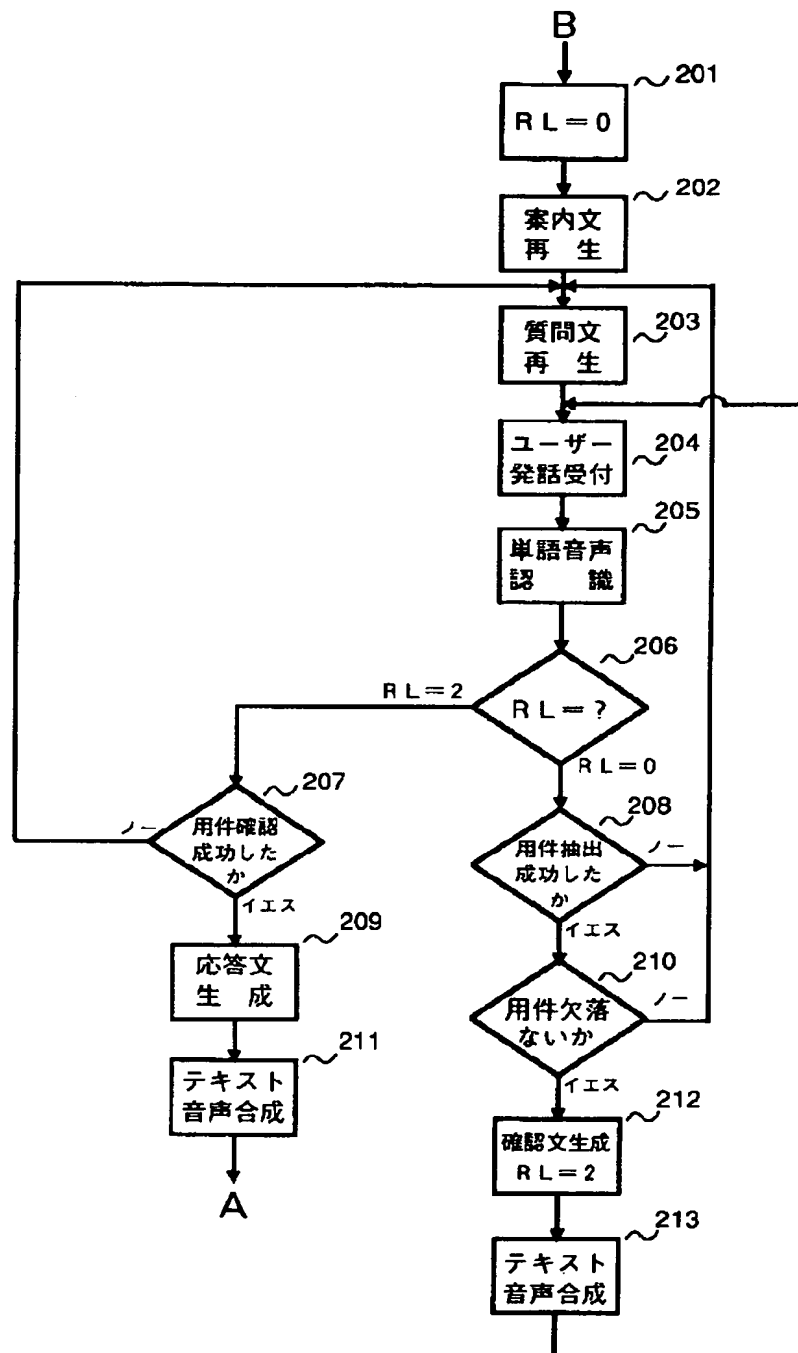 B
201
RL=0
202
案内文
再生
203
質問文
再生
204
ユーザー
発話受付
205
単語音声
認識
206
RL=?
RL=2
RL=0
207
用件確認
成功した
か
ノー
イエス
208
用件抽出
成功した
か
ノー
イエス
209
応答文
生成
210
用件欠落
ないか
ノー
イエス
211
テキスト
音声合成
A
212
確認文生成
RL=2
213
テキスト
音声合成